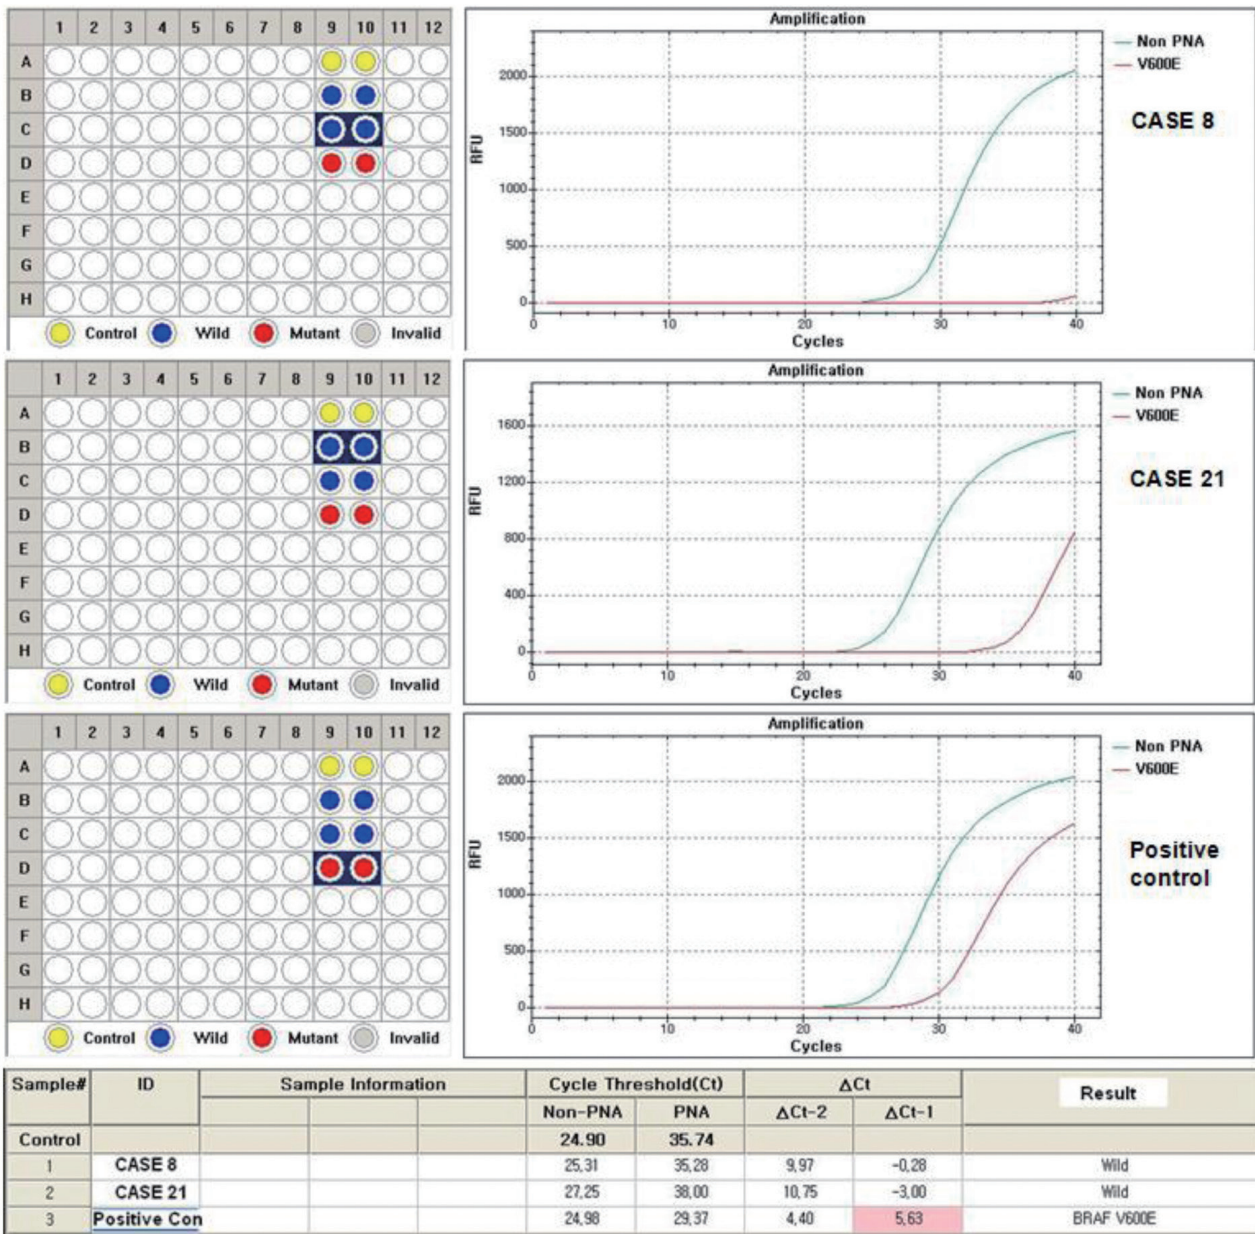 1 2 3 4 5 6 7 8 9 10 11 12
A
B
C
D
E
F
G
H
Control Wild Mutant Invalid
Amplification
Non PNA
V600E
CASE 8
RFU
2000
1500
1000
500
0
0 10 20 30 40
Cycles
1 2 3 4 5 6 7 8 9 10 11 12
A
B
C
D
E
F
G
H
Control Wild Mutant Invalid
Amplification
Non PNA
V600E
CASE 21
RFU
1600
1200
800
400
0
0 10 20 30 40
Cycles
1 2 3 4 5 6 7 8 9 10 11 12
A
B
C
D
E
F
G
H
Control Wild Mutant Invalid
Amplification
Non PNA
V600E
Positive
control
RFU
2000
1500
1000
500
0
0 10 20 30 40
Cycles
Sample# ID Sample Information Cycle Threshold(Ct) ΔCt Result
Non-PNA PNA ΔCt-2 ΔCt-1
Control 24.90 35.74
1 CASE 8 25,31 35,28 9,97 -0,28 Wild
2 CASE 21 27,25 38,00 10,75 -3,00 Wild
3 Positive Con 24,98 29,37 4,40 5,63 BRAF V600E